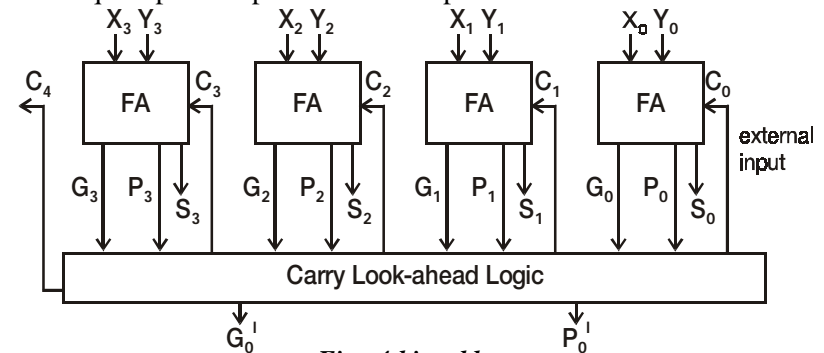 X3 Y3 X2 Y2 X1 Y1 X0 Y0
C4 FA C3 FA C2 FA C1 FA C0
external
input
G3 P3 S3 G2 P2 S2 G1 P1 S1 G0 P0 S0
Carry Look-ahead Logic
G0I P0I